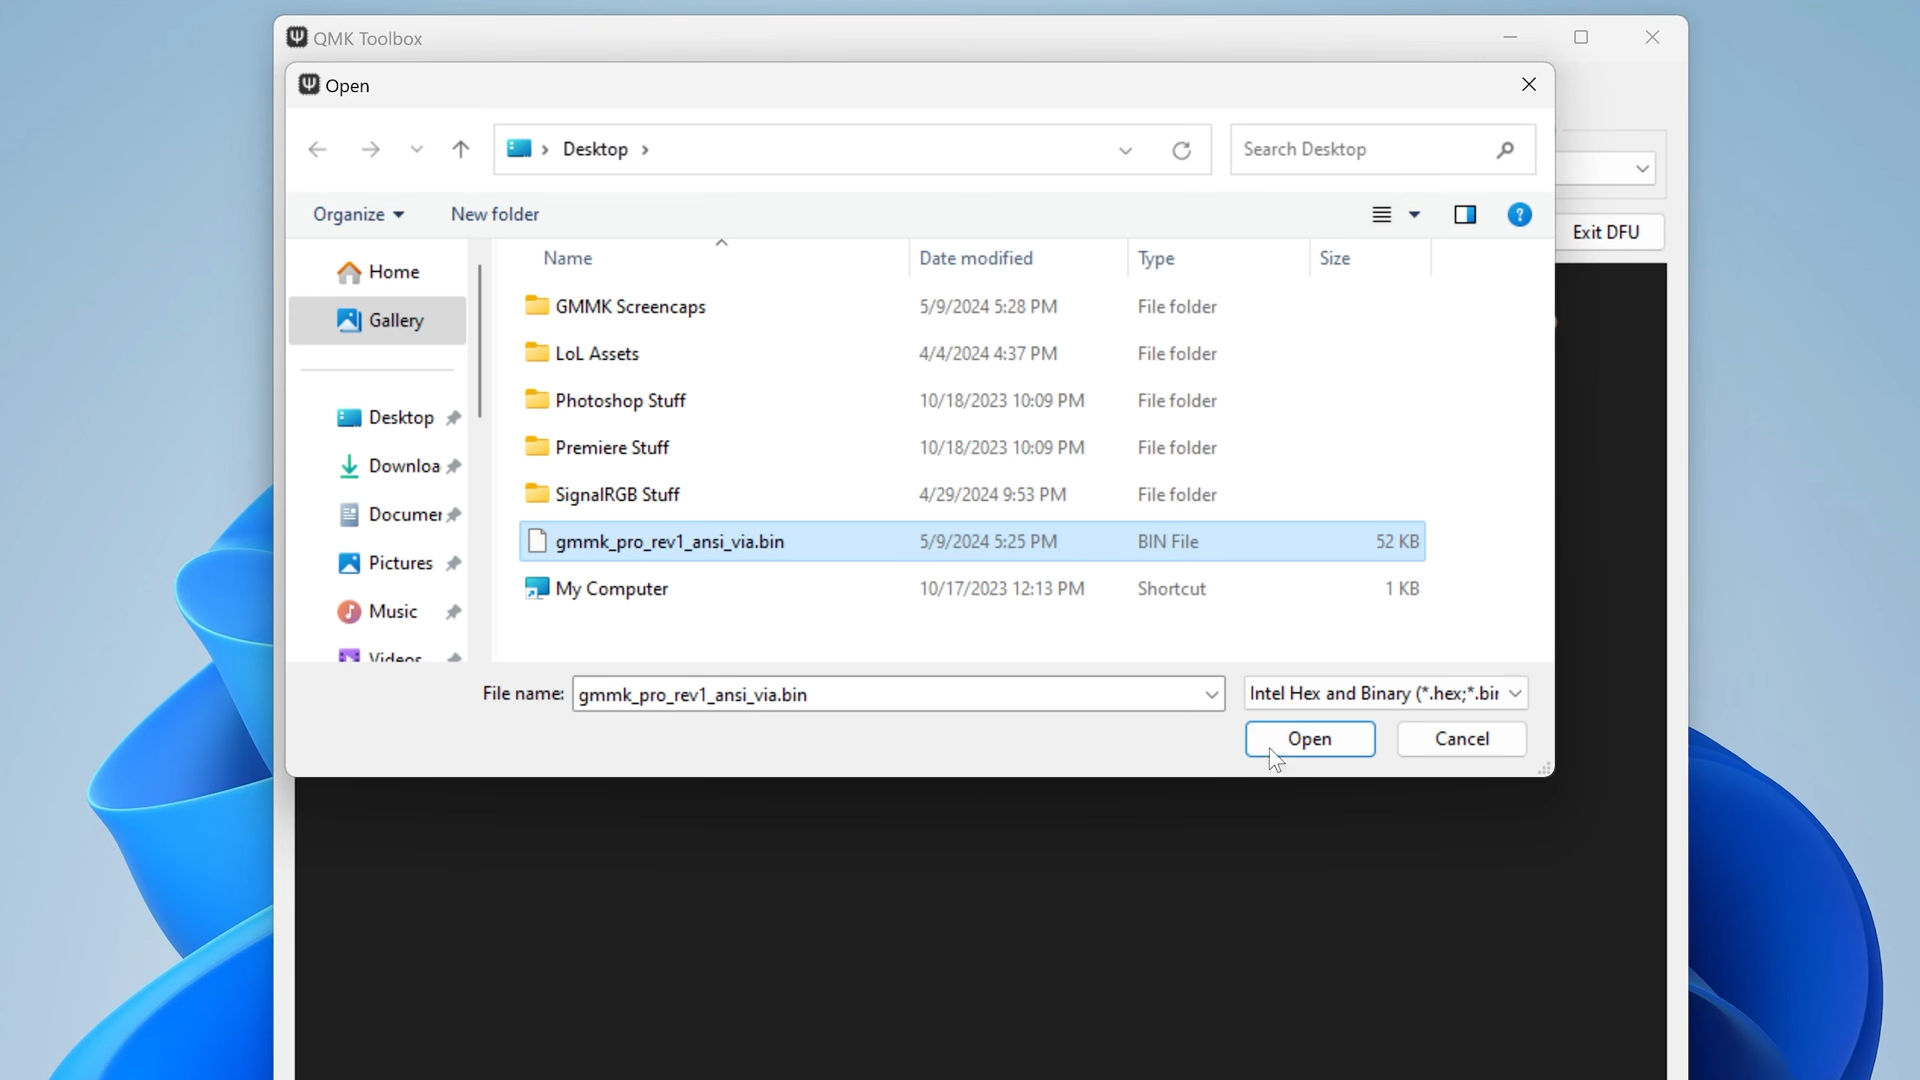 QMK Toolbox
Open
Desktop
Search Desktop
Organize
New folder
Exit DFU
Name Date modified Type Size
Home
Gallery
Desktop
Downloa
Documer
Pictures
Music
Videos
GMMK Screencaps 5/9/2024 5:28 PM File folder
LoL Assets 4/4/2024 4:37 PM File folder
Photoshop Stuff 10/18/2023 10:09 PM File folder
Premiere Stuff 10/18/2023 10:09 PM File folder
SignalRGB Stuff 4/29/2024 9:53 PM File folder
gmmk_pro_rev1_ansi_via.bin 5/9/2024 5:25 PM BIN File 52 KB
My Computer 10/17/2023 12:13 PM Shortcut 1 KB
File name: gmmk_pro_rev1_ansi_via.bin
Intel Hex and Binary (*.hex;*.bin
Open Cancel